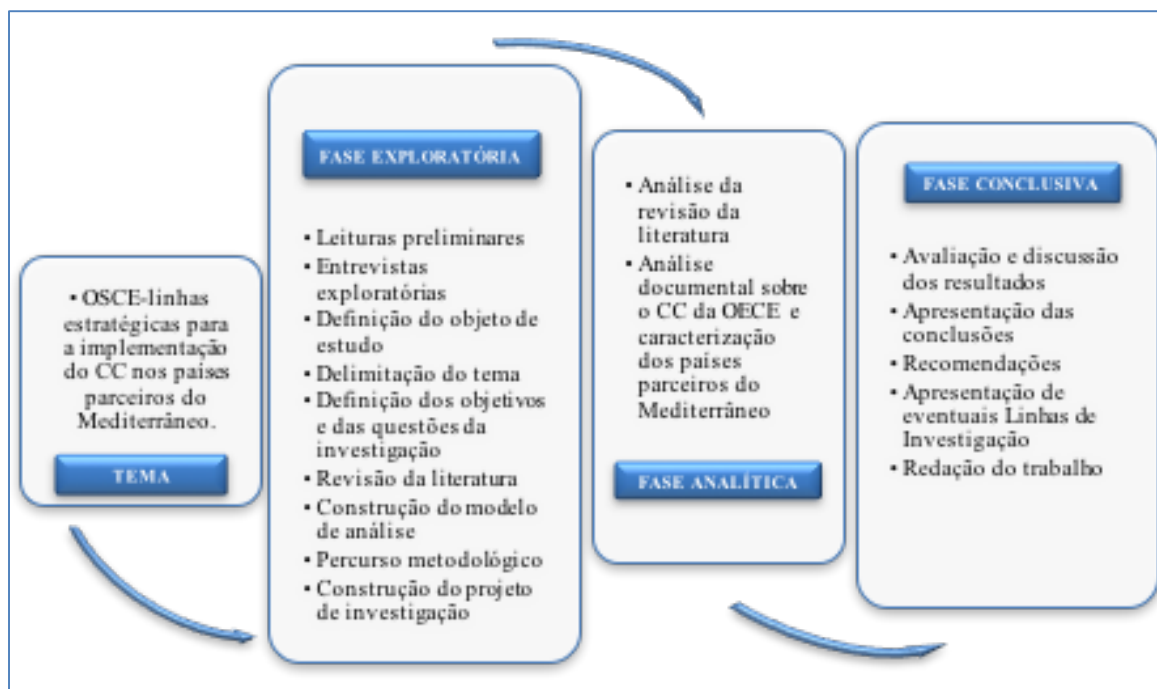 • OSCE-linhas
estratégicas para
a implementação
do CC nos países
parceiros do
Mediterrâneo.
TEMA
FASE EXPLORATÓRIA
• Leituras preliminares
• Entrevistas
exploratórias
• Definição do objeto de
estudo
• Delimitação do tema
• Definição dos objetivos
e das questões da
investigação
• Revisão da literatura
• Construção do modelo
de análise
• Percurso metodológico
• Construção do projeto
de investigação
• Análise da
revisão da
literatura
• Análise
documental sobre
o CC da OECE e
caracterização
dos países
parceiros do
Mediterrâneo
FASE ANALÍTICA
FASE CONCLUSIVA
• Avaliação e discussão
dos resultados
• Apresentação das
conclusões
• Recomendações
• Apresentação de
eventuais Linhas de
Investigação
• Redação do trabalho